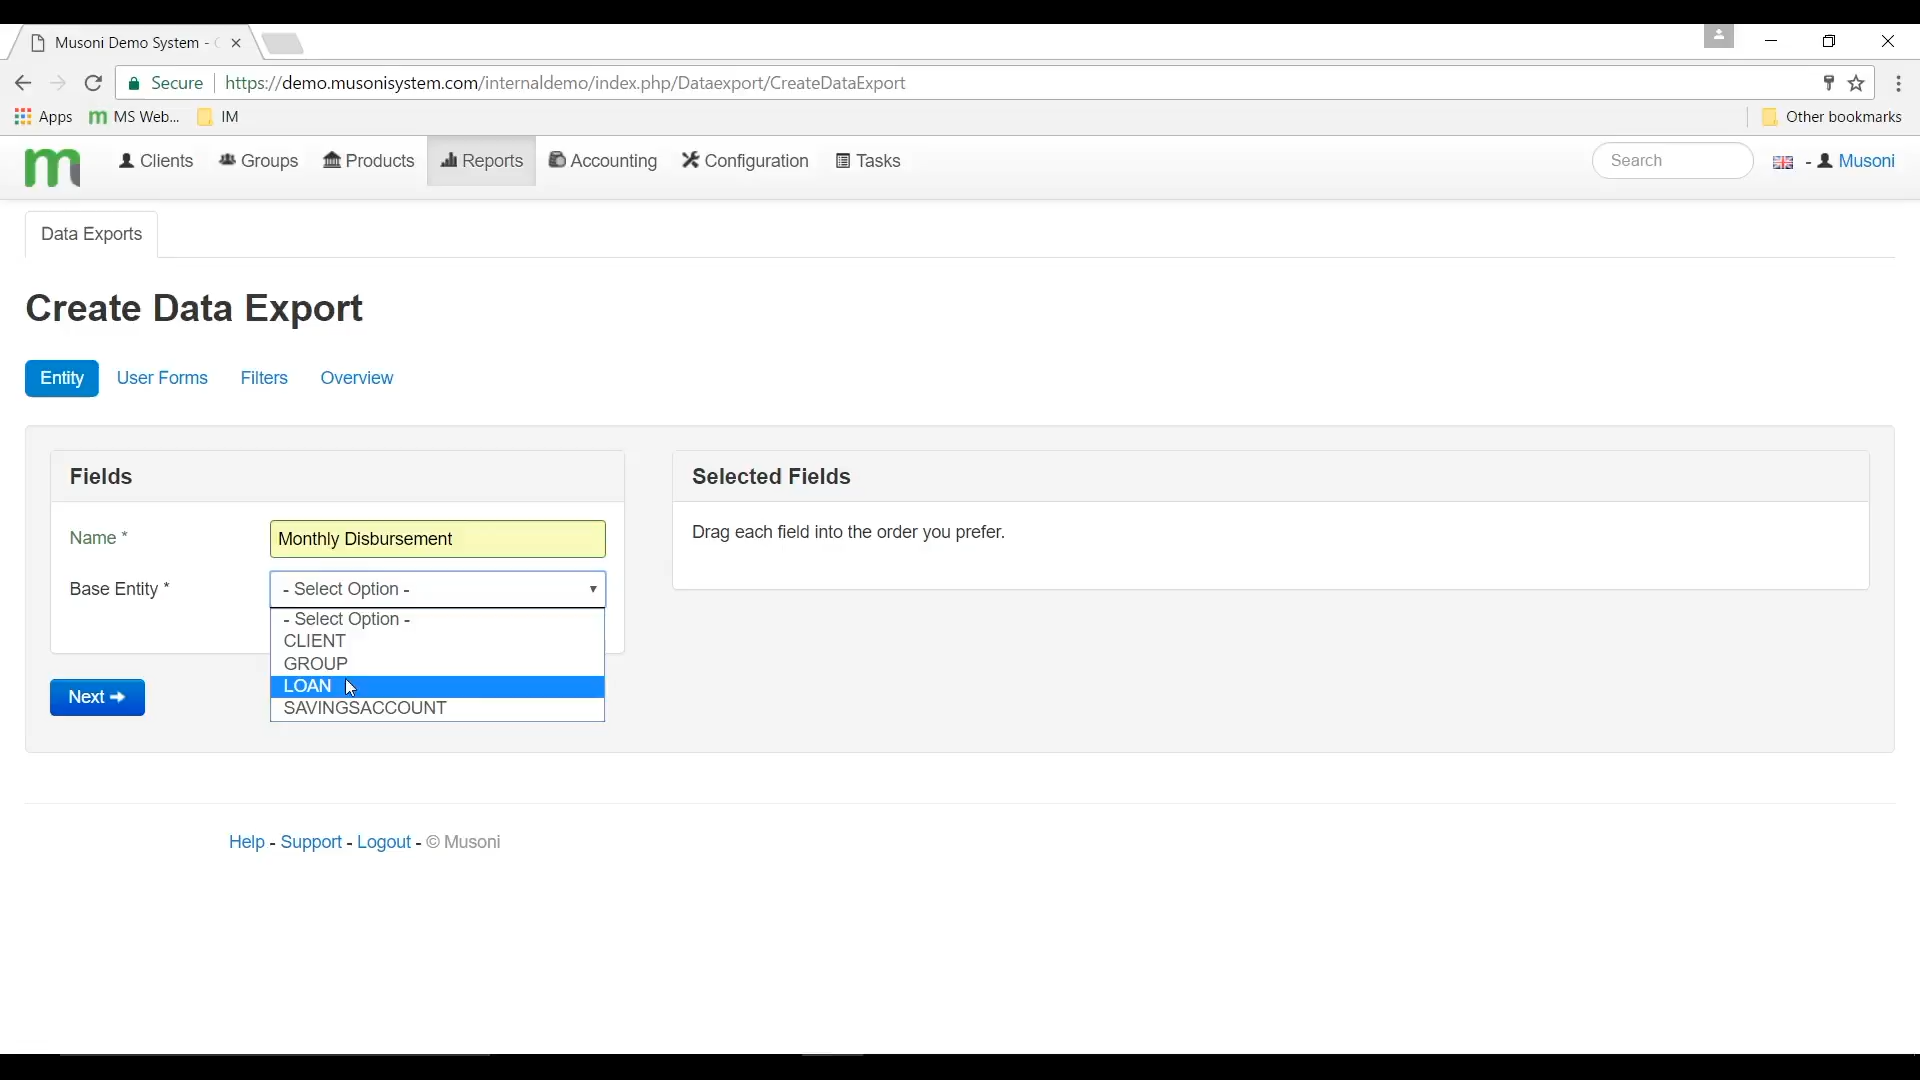 Musoni Demo System -
Secure https://demo.musonisystem.com/internaldemo/index.php/Dataexport/CreateDataExport
Apps MS Web... IM Other bookmarks
m Clients Groups Products Reports Accounting Configuration Tasks Search - Musoni
Data Exports
Create Data Export
Entity User Forms Filters Overview
Fields
Selected Fields
Name * Monthly Disbursement
Drag each field into the order you prefer.
Base Entity * - Select Option -
- Select Option -
CLIENT
GROUP
LOAN
SAVINGSACCOUNT
Next
Help - Support - Logout - © Musoni